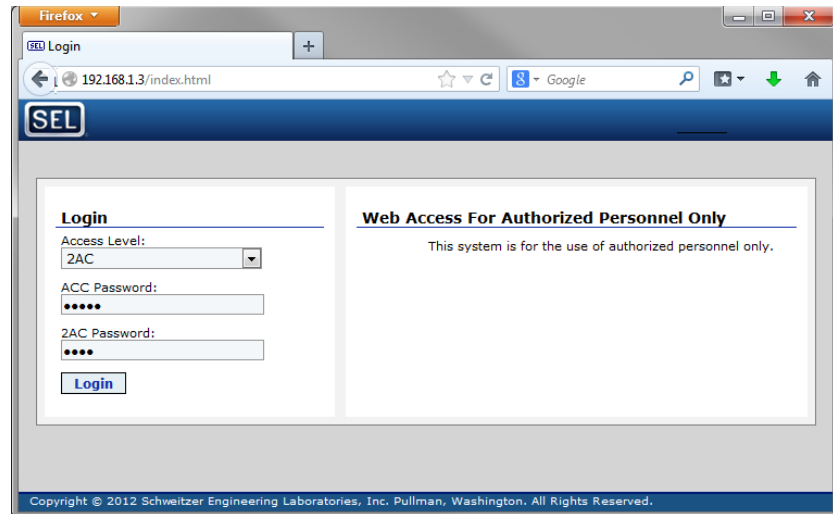 Firefox
SEL Login
192.168.1.3/index.html
8 Google
SEL
Login
Web Access For Authorized Personnel Only
Access Level:
This system is for the use of authorized personnel only.
2AC
ACC Password:
•••••
2AC Password:
••••
Login
Copyright © 2012 Schweitzer Engineering Laboratories, Inc. Pullman, Washington. All Rights Reserved.